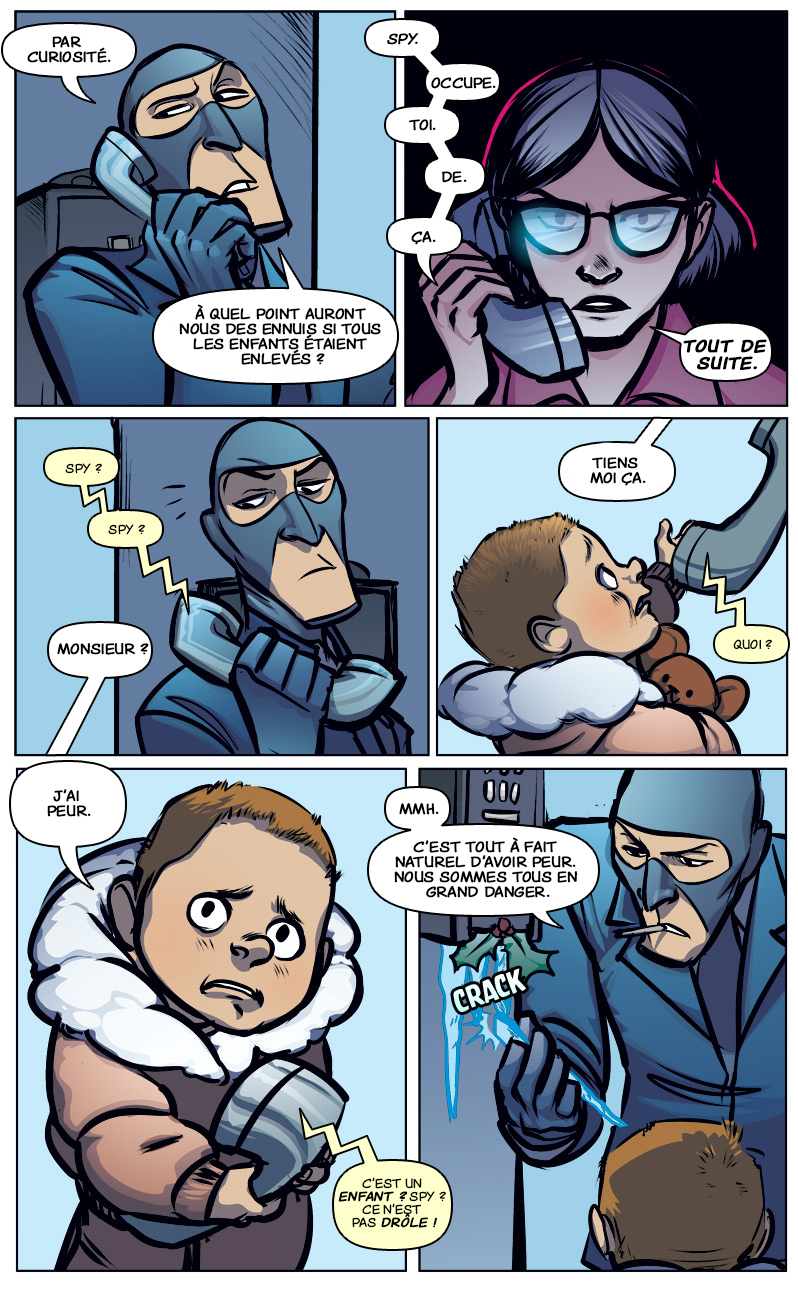 PAR
CURIOSITÉ.
À QUEL POINT AURONT
NOUS DES ENNUIS SI TOUS
LES ENFANTS ÉTAIENT
ENLEVÉS ?
SPY.
OCCUPE.
TOI.
DE.
ÇA.
TOUT DE
SUITE.
SPY ?
SPY ?
MONSIEUR ?
TIENS
MOI ÇA.
QUOI ?
J'AI
PEUR.
C'EST UN
ENFANT ? SPY ?
CE N'EST
PAS DRÔLE !
MMH.
C'EST TOUT À FAIT
NATUREL D'AVOIR PEUR.
NOUS SOMMES TOUS EN
GRAND DANGER.
CRACK